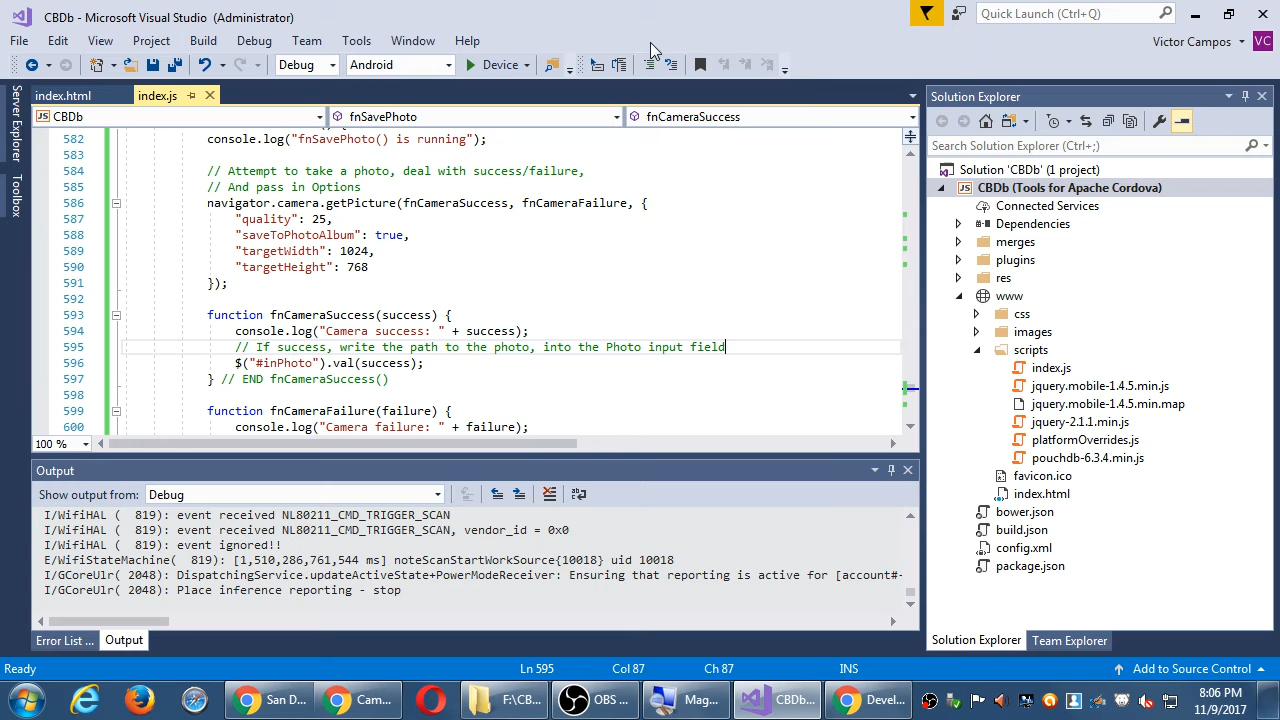 CBDb - Microsoft Visual Studio (Administrator)
Quick Launch (Ctrl+Q)
File Edit View Project Build Debug Team Tools Window Help
Victor Campos VC
Debug Android Device
Server Explorer
Toolbox
index.html index.js
CBDb fnSavePhoto fnCameraSuccess
582 console.log("fnSavePhoto() is running");
583
584 // Attempt to take a photo, deal with success/failure,
585 // And pass in Options
586 navigator.camera.getPicture(fnCameraSuccess, fnCameraFailure, {
587 "quality": 25,
588 "saveToPhotoAlbum": true,
589 "targetWidth": 1024,
590 "targetHeight": 768
591 });
592
593 function fnCameraSuccess(success) {
594 console.log("Camera success: " + success);
595 // If success, write the path to the photo, into the Photo input field
596 $("#inPhoto").val(success);
597 } // END fnCameraSuccess()
598
599 function fnCameraFailure(failure) {
600 console.log("Camera failure: " + failure);
100 %
Output
Show output from: Debug
I/WifiHAL ( 819): event received NL80211_CMD_TRIGGER_SCAN
I/WifiHAL ( 819): event received NL80211_CMD_TRIGGER_SCAN, vendor_id = 0x0
I/WifiHAL ( 819): event ignored!!
E/WifiStateMachine( 819): [1,510,286,761,544 ms] noteScanStartWorkSource{10018} uid 10018
I/GCoreUlr( 2048): DispatchingService.updateActiveState+PowerModeReceiver: Ensuring that reporting is active for [account#-
I/GCoreUlr( 2048): Place inference reporting - stop
Error List ... Output
Solution Explorer
Search Solution Explorer (Ctrl+;)
Solution 'CBDb' (1 project)
CBDb (Tools for Apache Cordova)
Connected Services
Dependencies
merges
plugins
res
www
css
images
scripts
index.js
jquery.mobile-1.4.5.min.js
jquery.mobile-1.4.5.min.map
jquery-2.1.1.min.js
platformOverrides.js
pouchdb-6.3.4.min.js
favicon.ico
index.html
bower.json
build.json
config.xml
package.json
Solution Explorer Team Explorer
Ready Ln 595 Col 87 Ch 87 INS Add to Source Control
San D... Cam... F:\CB... OBS ... Mag... CBDb... Devel...
8:06 PM
11/9/2017